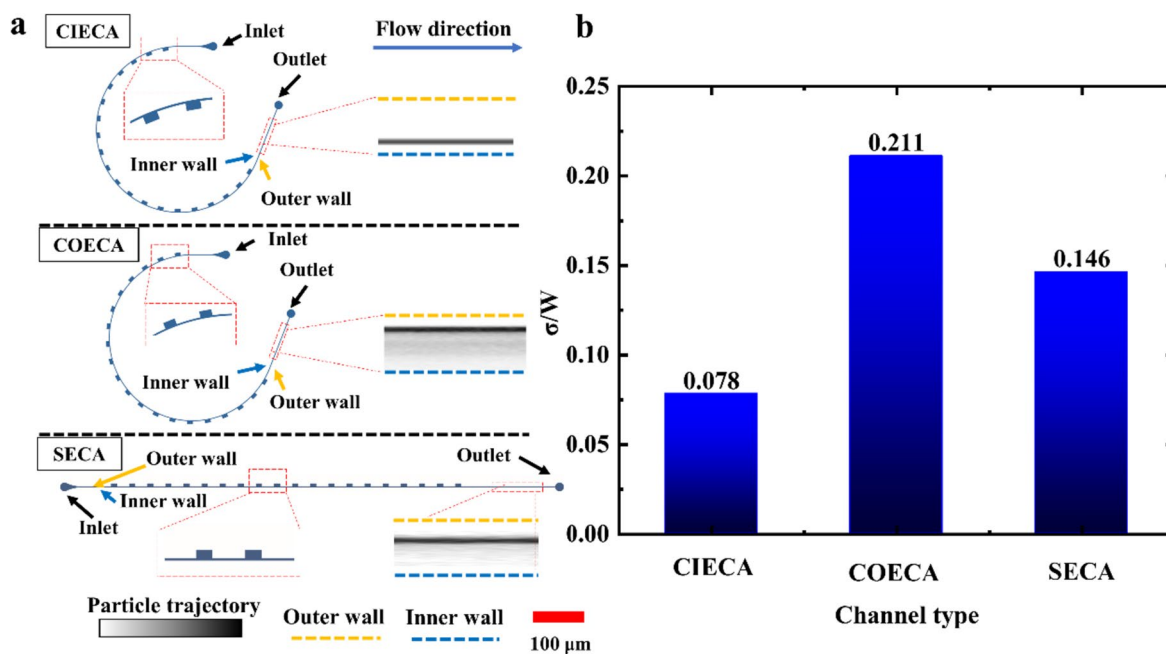 a
CIECA
Inlet
Flow direction
Outlet
Inner wall
Outer wall
COECA
Inlet
Outlet
Inner wall
Outer wall
SECA
Outer wall
Inner wall
Inlet
Outlet
Particle trajectory
Outer wall
Inner wall
100 μm
b
σ/W
0.25
0.20
0.15
0.10
0.05
0.00
0.078
0.211
0.146
CIECA
COECA
SECA
Channel type